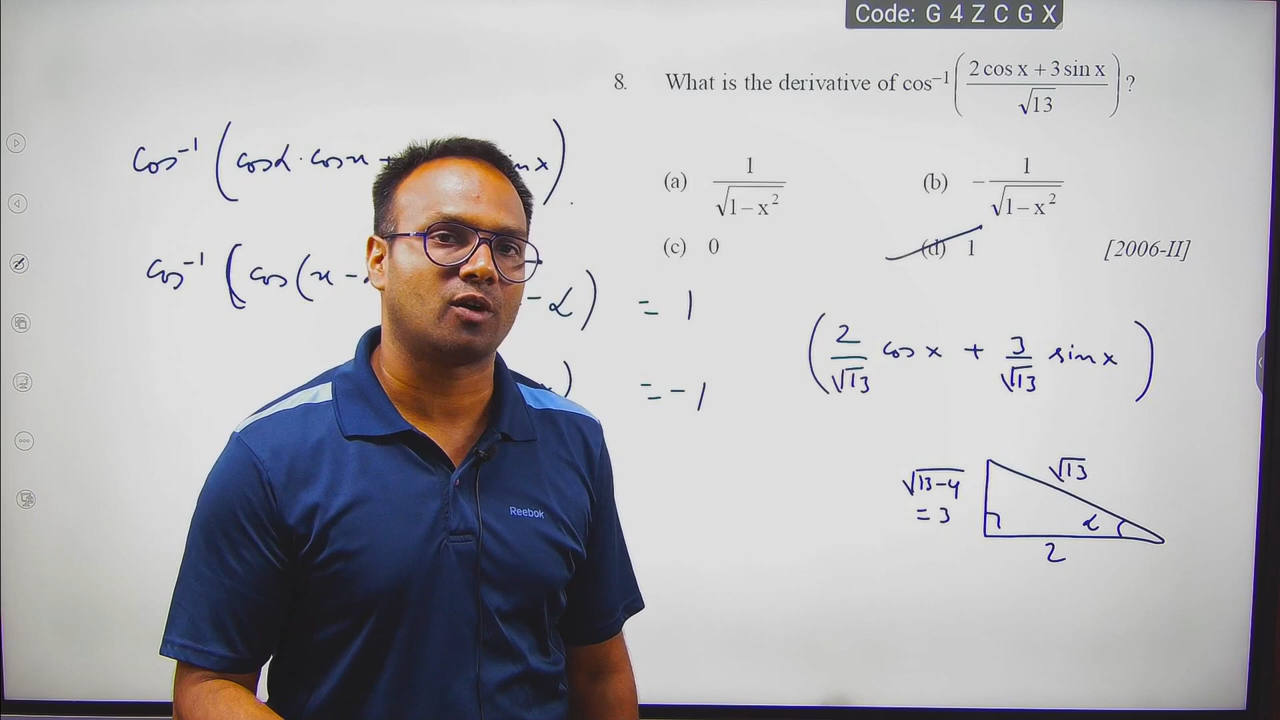 Code: G 4 Z C G X
8. What is the derivative of cos⁻¹((2 cos x + 3 sin x)/√13) ?
(a) 1/√(1 – x²)
(b) – 1/√(1 – x²)
(c) 0
(d) 1 [2006-II]
cos⁻¹ (cosα · cosx + x)
cos⁻¹ (cos(x - - α) = 1
) = -1
(2/√13 cos x + 3/√13 sin x)
√13-4
= 3
√13
α
2
Reebok